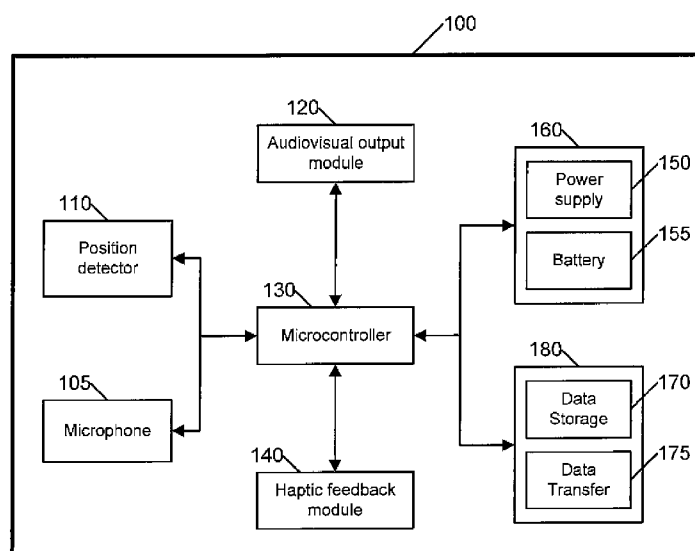 100
120
Audiovisual output
module
160
150
Power
supply
110
Position
detector
155
Battery
130
Microcontroller
180
170
Data
Storage
105
Microphone
175
Data
Transfer
140
Haptic feedback
module